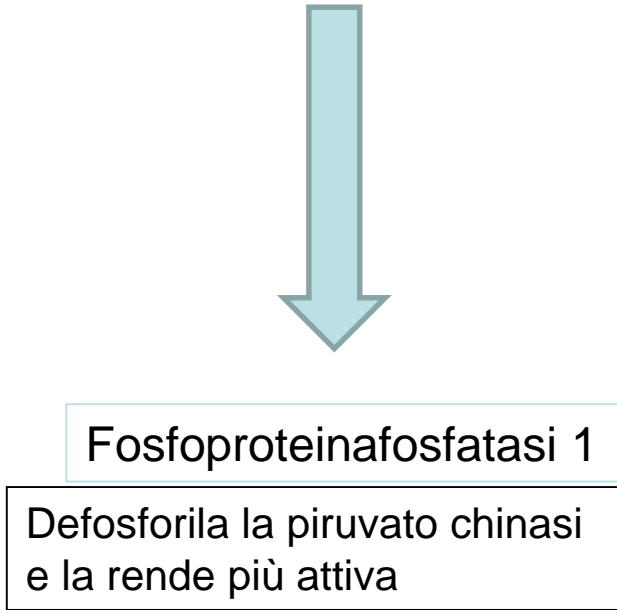 Fosfoproteinafosfatasi 1
Defosforila la piruvato chinasi
e la rende più attiva